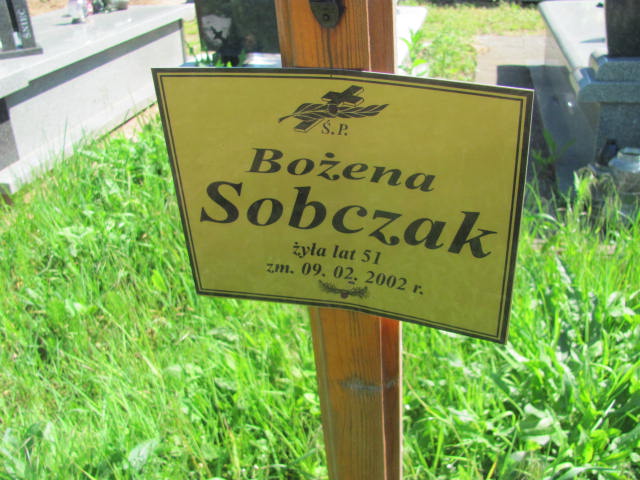 Ś.P.
Bożena
Sobczak
żyła lat 51
zm. 09. 02. 2002 r.